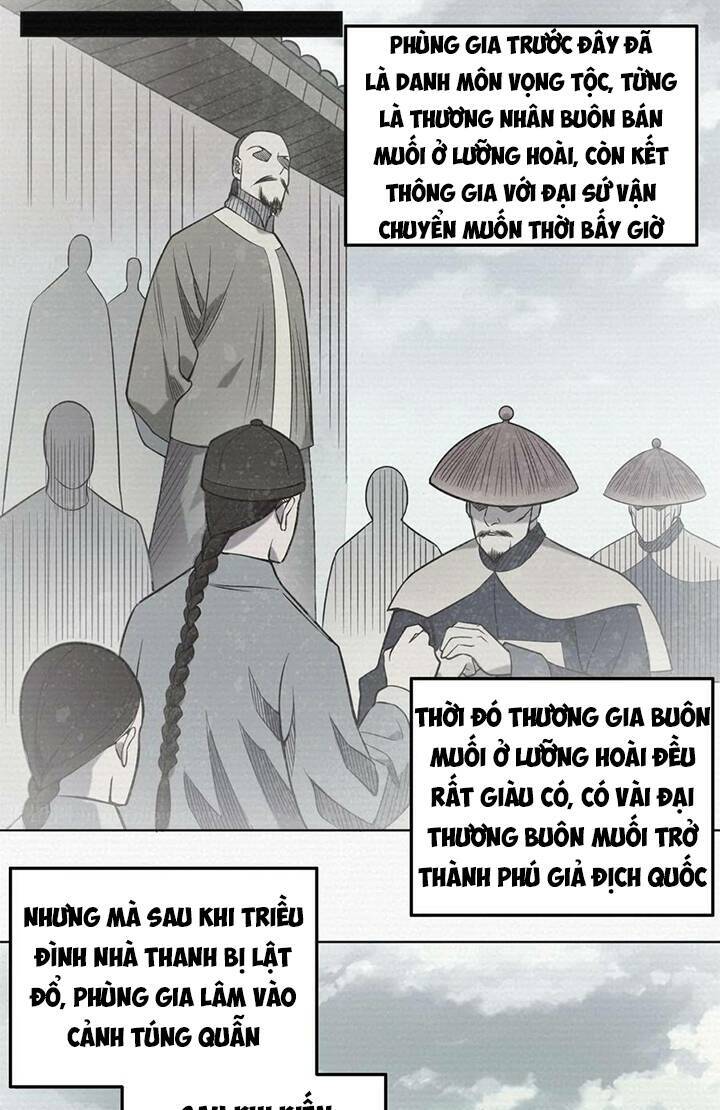 PHÙNG GIA TRƯỚC ĐÂY ĐÃ
LÀ DANH MÔN VỌNG TỘC, TỪNG
LÀ THƯƠNG NHÂN BUÔN BÁN
MUỐI Ở LƯỠNG HOÀI, CÒN KẾT
THÔNG GIA VỚI ĐẠI SỨ VẬN
CHUYỂN MUỐN THỜI BẤY GIỜ
THỜI ĐÓ THƯƠNG GIA BUÔN
MUỐI Ở LƯỠNG HOÀI ĐỀU
RẤT GIÀU CÓ, CÓ VÀI ĐẠI
THƯƠNG BUÔN MUỐI TRỞ
THÀNH PHÚ GIẢ ĐỊCH QUỐC
NHƯNG MÀ SAU KHI TRIỀU
ĐÌNH NHÀ THANH BỊ LẬT
ĐỔ, PHÙNG GIA LÂM VÀO
CẢNH TÚNG QUẪN